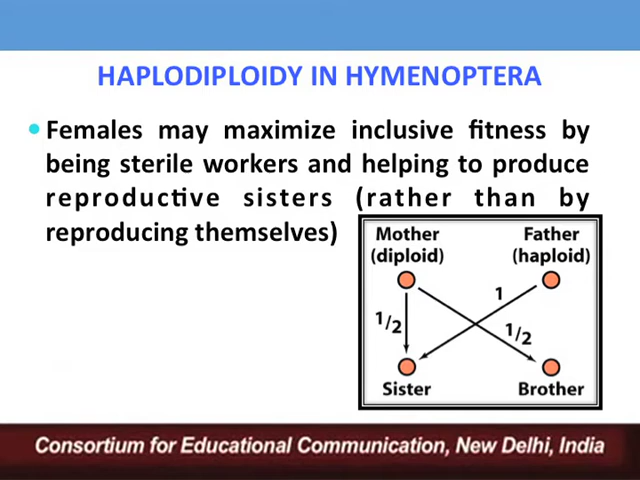 HAPLODIPLOIDY IN HYMENOPTERA
Females may maximize inclusive fitness by
being sterile workers and helping to produce
reproductive sisters (rather than by
reproducing themselves)
Mother Father
(diploid) (haploid)
1
1/2 1/2
Sister Brother
Consortium for Educational Communication, New Delhi, India